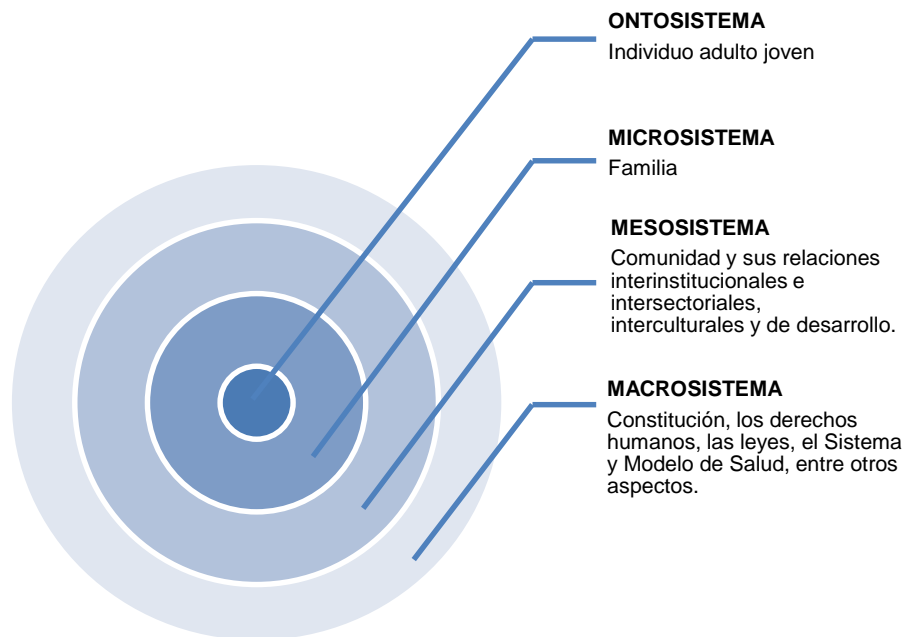 ONTOSISTEMA
Individuo adulto joven
MICROSISTEMA
Familia
MESOSISTEMA
Comunidad y sus relaciones
interinstitucionales e
intersectoriales,
interculturales y de desarrollo.
MACROSISTEMA
Constitución, los derechos
humanos, las leyes, el Sistema
y Modelo de Salud, entre otros
aspectos.